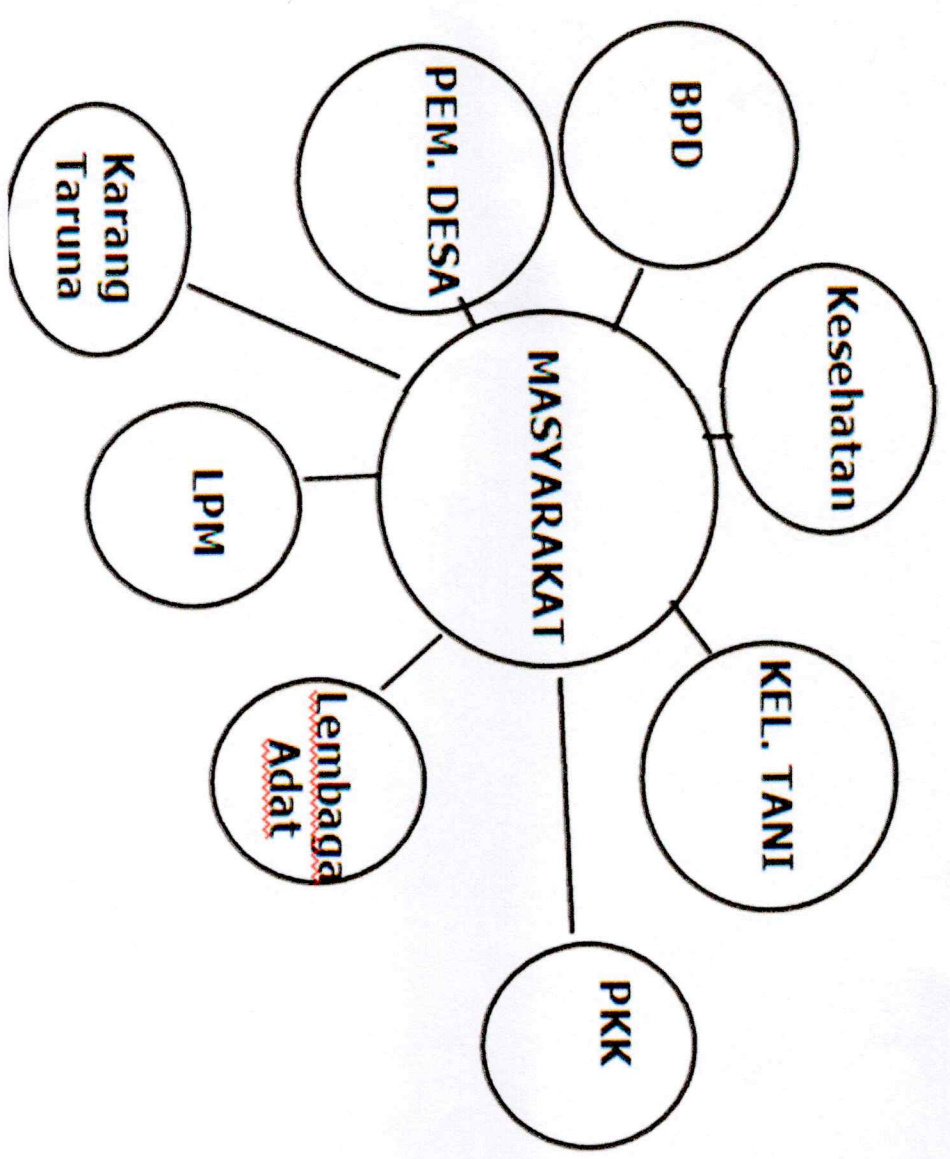 Kesehatan
BPD
KEL. TANI
MASYARAKAT
PKK
PEM. DESA
Lembaga
Adat
LPM
Karang
Taruna